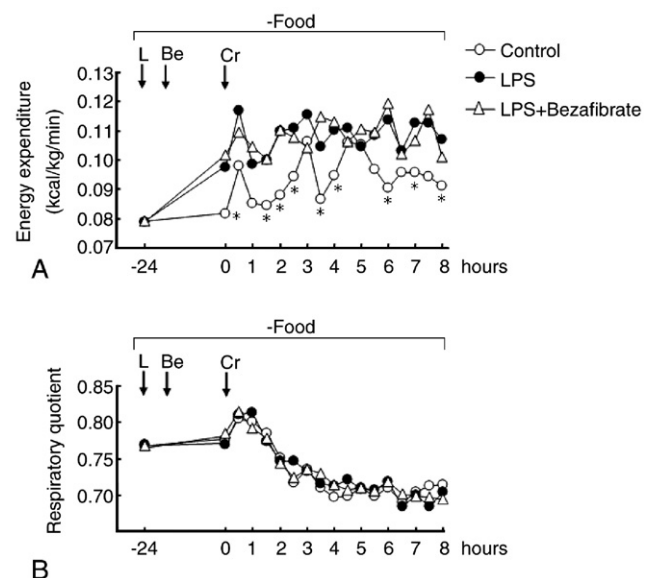 -Food
L Be Cr
Control
LPS
LPS+Bezafibrate
Energy expenditure
(kcal/kg/min)
0.13
0.12
0.11
0.10
0.09
0.08
0.07
* * * * * * * * *
-24 0 1 2 3 4 5 6 7 8 hours
A
-Food
L Be Cr
Respiratory quotient
0.85
0.80
0.75
0.70
-24 0 1 2 3 4 5 6 7 8 hours
B